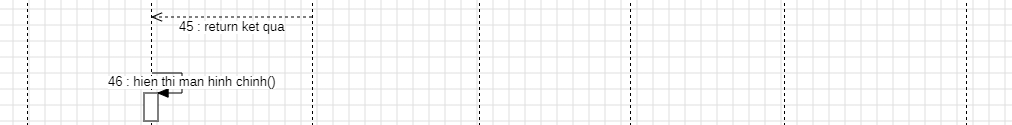 45 : return ket qua
46 : hien thi man hinh chinh()